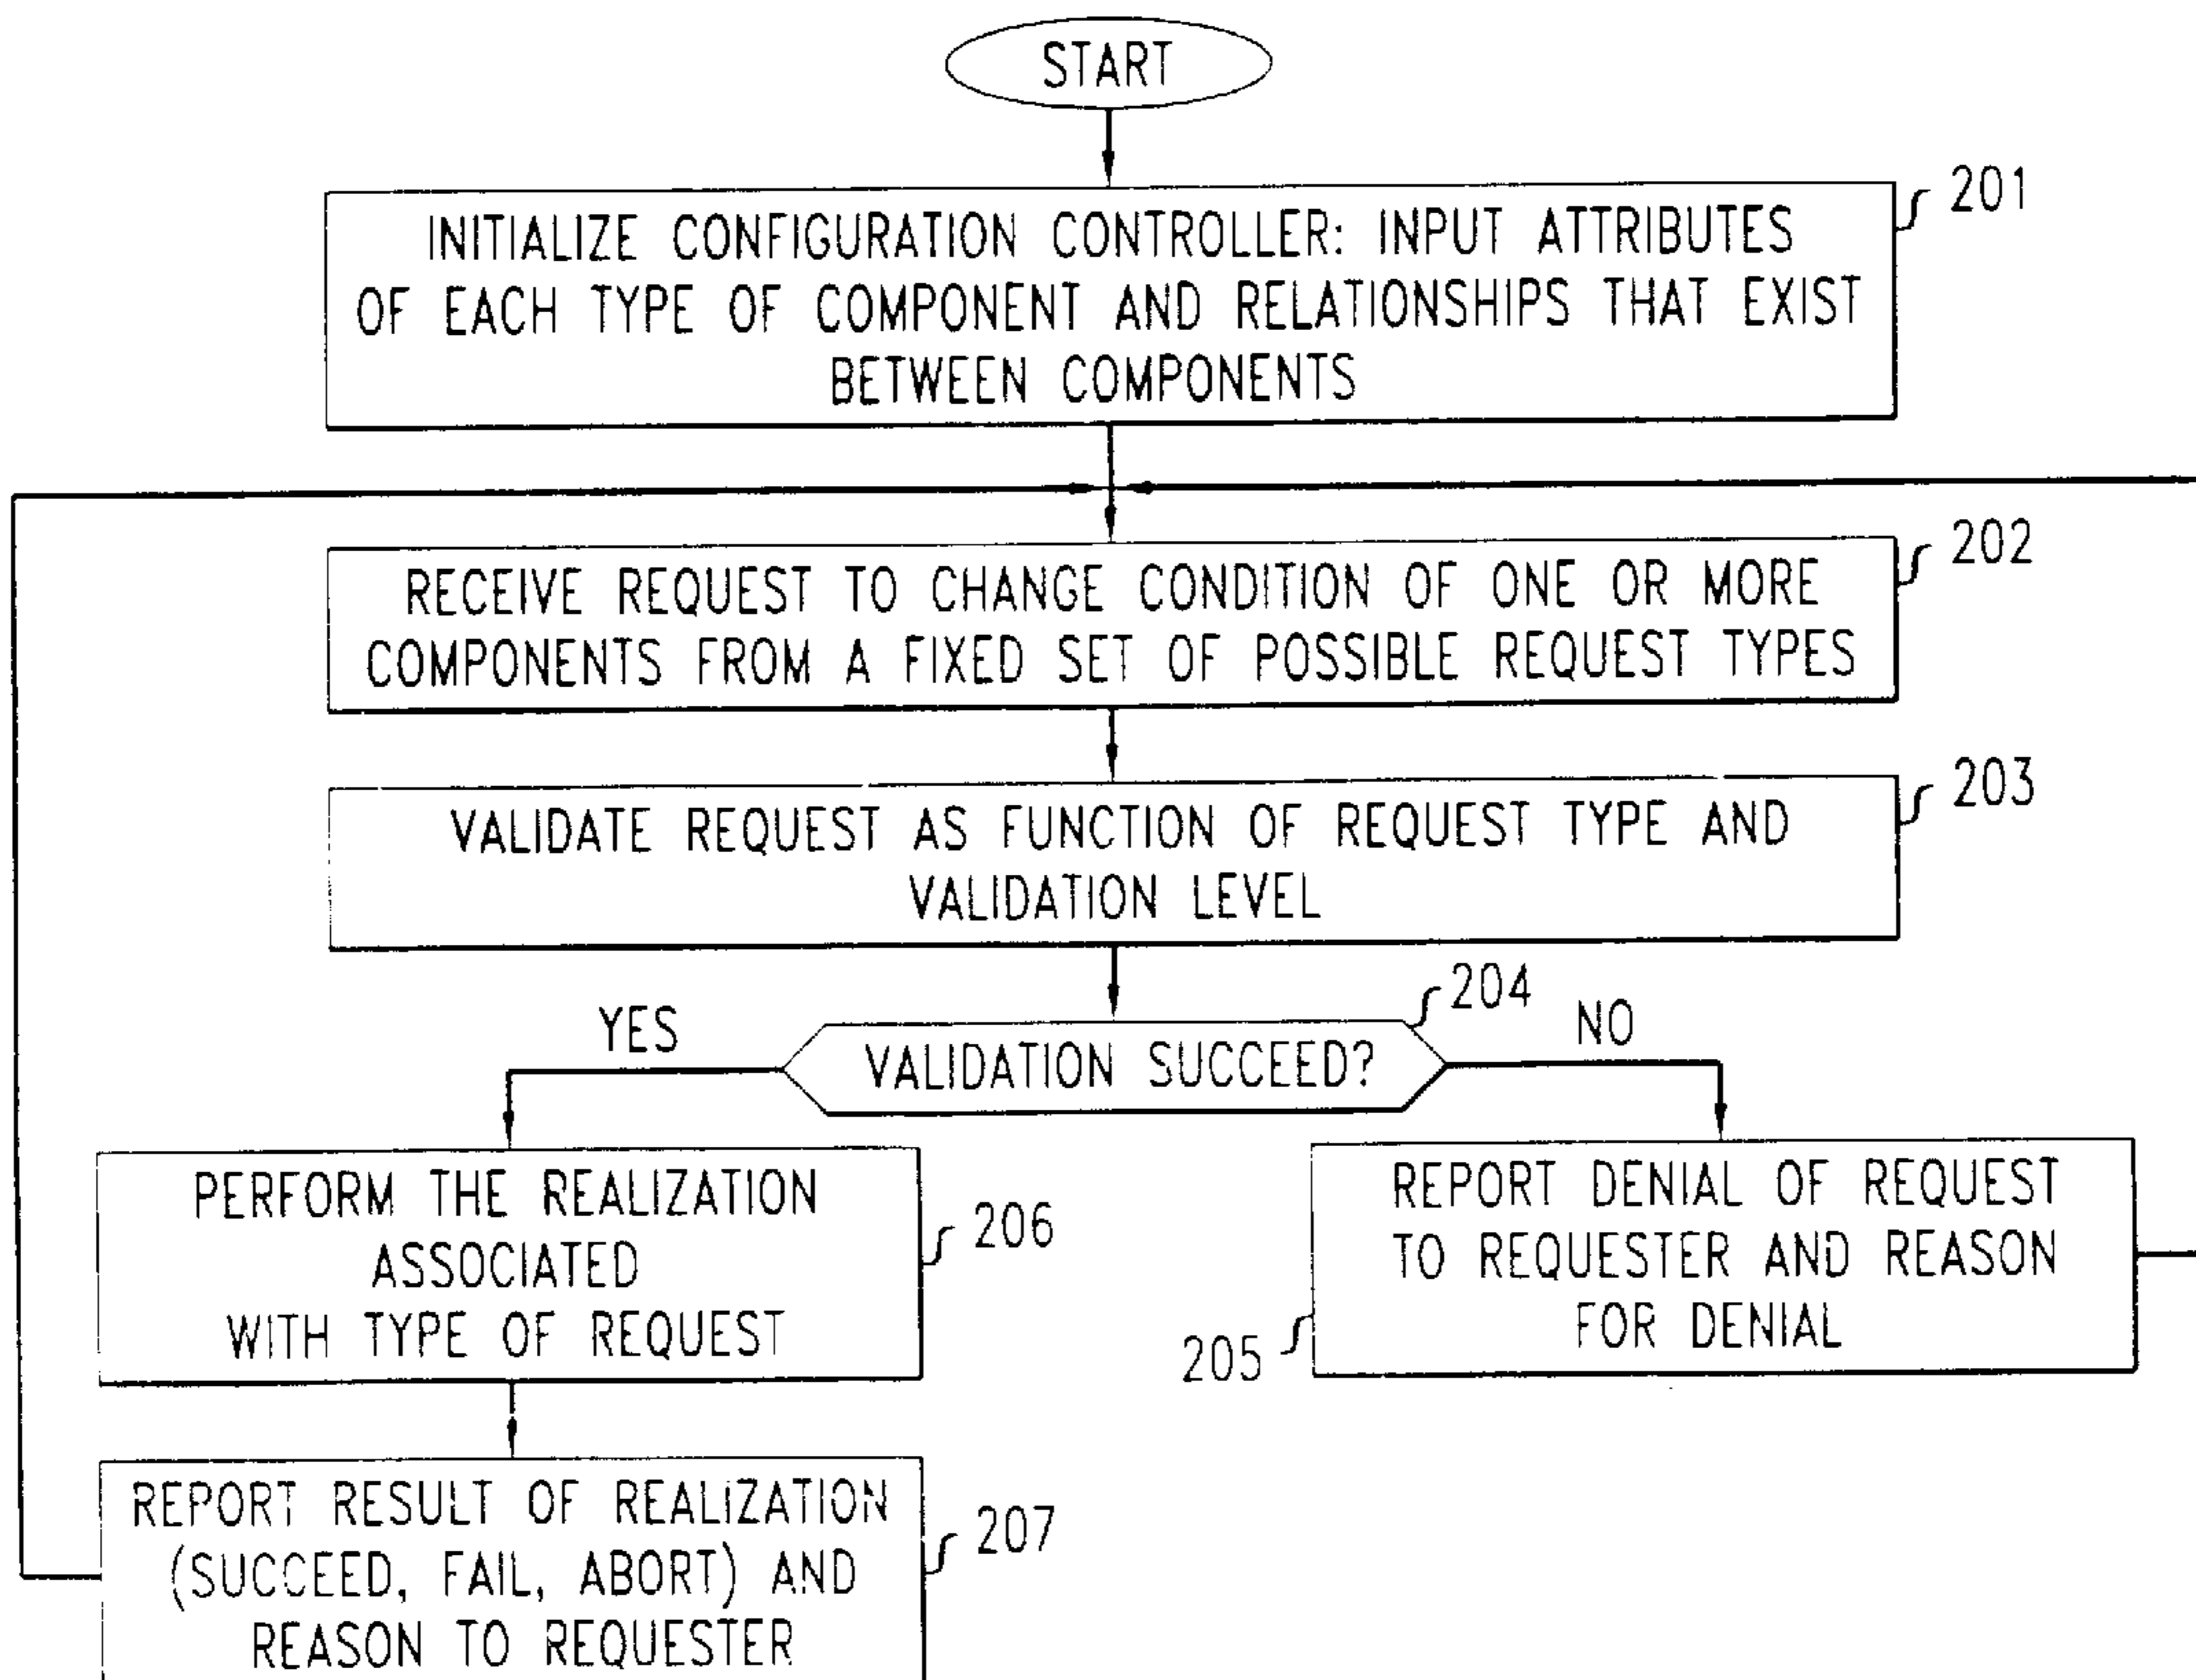 START
201
INITIALIZE CONFIGURATION CONTROLLER: INPUT ATTRIBUTES
OF EACH TYPE OF COMPONENT AND RELATIONSHIPS THAT EXIST
BETWEEN COMPONENTS
202
RECEIVE REQUEST TO CHANGE CONDITION OF ONE OR MORE
COMPONENTS FROM A FIXED SET OF POSSIBLE REQUEST TYPES
203
VALIDATE REQUEST AS FUNCTION OF REQUEST TYPE AND
VALIDATION LEVEL
204
YES
NO
VALIDATION SUCCEED?
PERFORM THE REALIZATION
ASSOCIATED
WITH TYPE OF REQUEST
206
REPORT DENIAL OF REQUEST
TO REQUESTER AND REASON
FOR DENIAL
205
REPORT RESULT OF REALIZATION
(SUCCEED, FAIL, ABORT) AND
REASON TO REQUESTER
207